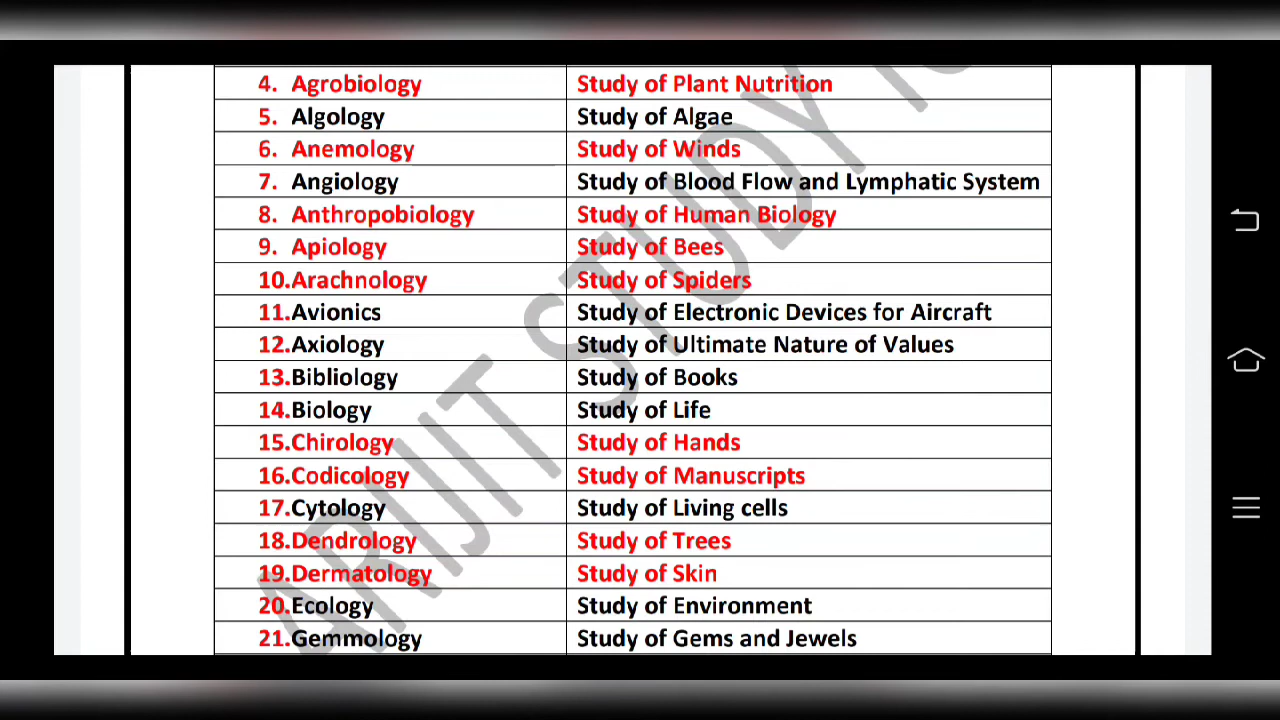 4. Agrobiology Study of Plant Nutrition
5. Algology Study of Algae
6. Anemology Study of Winds
7. Angiology Study of Blood Flow and Lymphatic System
8. Anthropobiology Study of Human Biology
9. Apiology Study of Bees
10.Arachnology Study of Spiders
11.Avionics Study of Electronic Devices for Aircraft
12.Axiology Study of Ultimate Nature of Values
13.Bibliology Study of Books
14.Biology Study of Life
15.Chirology Study of Hands
16.Codicology Study of Manuscripts
17.Cytology Study of Living cells
18.Dendrology Study of Trees
19.Dermatology Study of Skin
20.Ecology Study of Environment
21.Gemmology Study of Gems and Jewels
ARIJIT STUDY